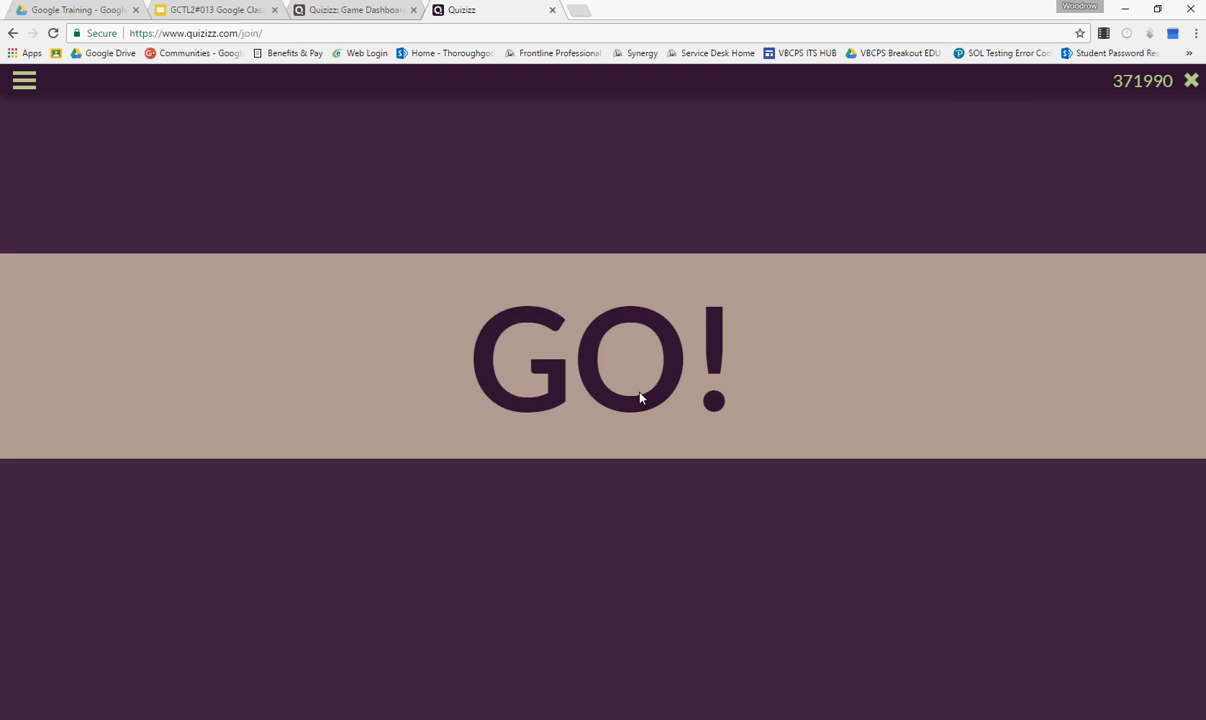 Woodrow
Google Training - Googl
GCTL2#013 Google Clas
Quizizz: Game Dashboar
Quizizz
Secure https://www.quizizz.com/join/
Apps Google Drive Communities - Googl Benefits & Pay Web Login Home - Thoroughgoo Frontline Professional Synergy Service Desk Home VBCPS ITS HUB VBCPS Breakout EDU SOL Testing Error Cod Student Password Res »
371990
GO!